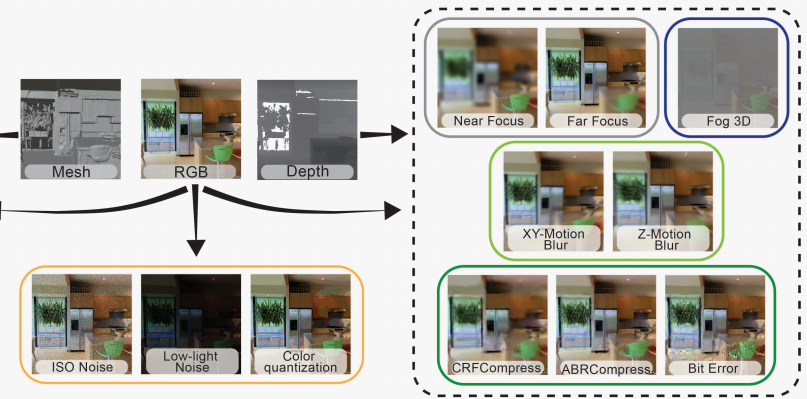 Mesh
RGB
Depth
Near Focus
Far Focus
Fog 3D
XY-Motion
Blur
Z-Motion
Blur
ISO Noise
Low-light
Noise
Color
quantization
CRFCompress
ABRCompress
Bit Error